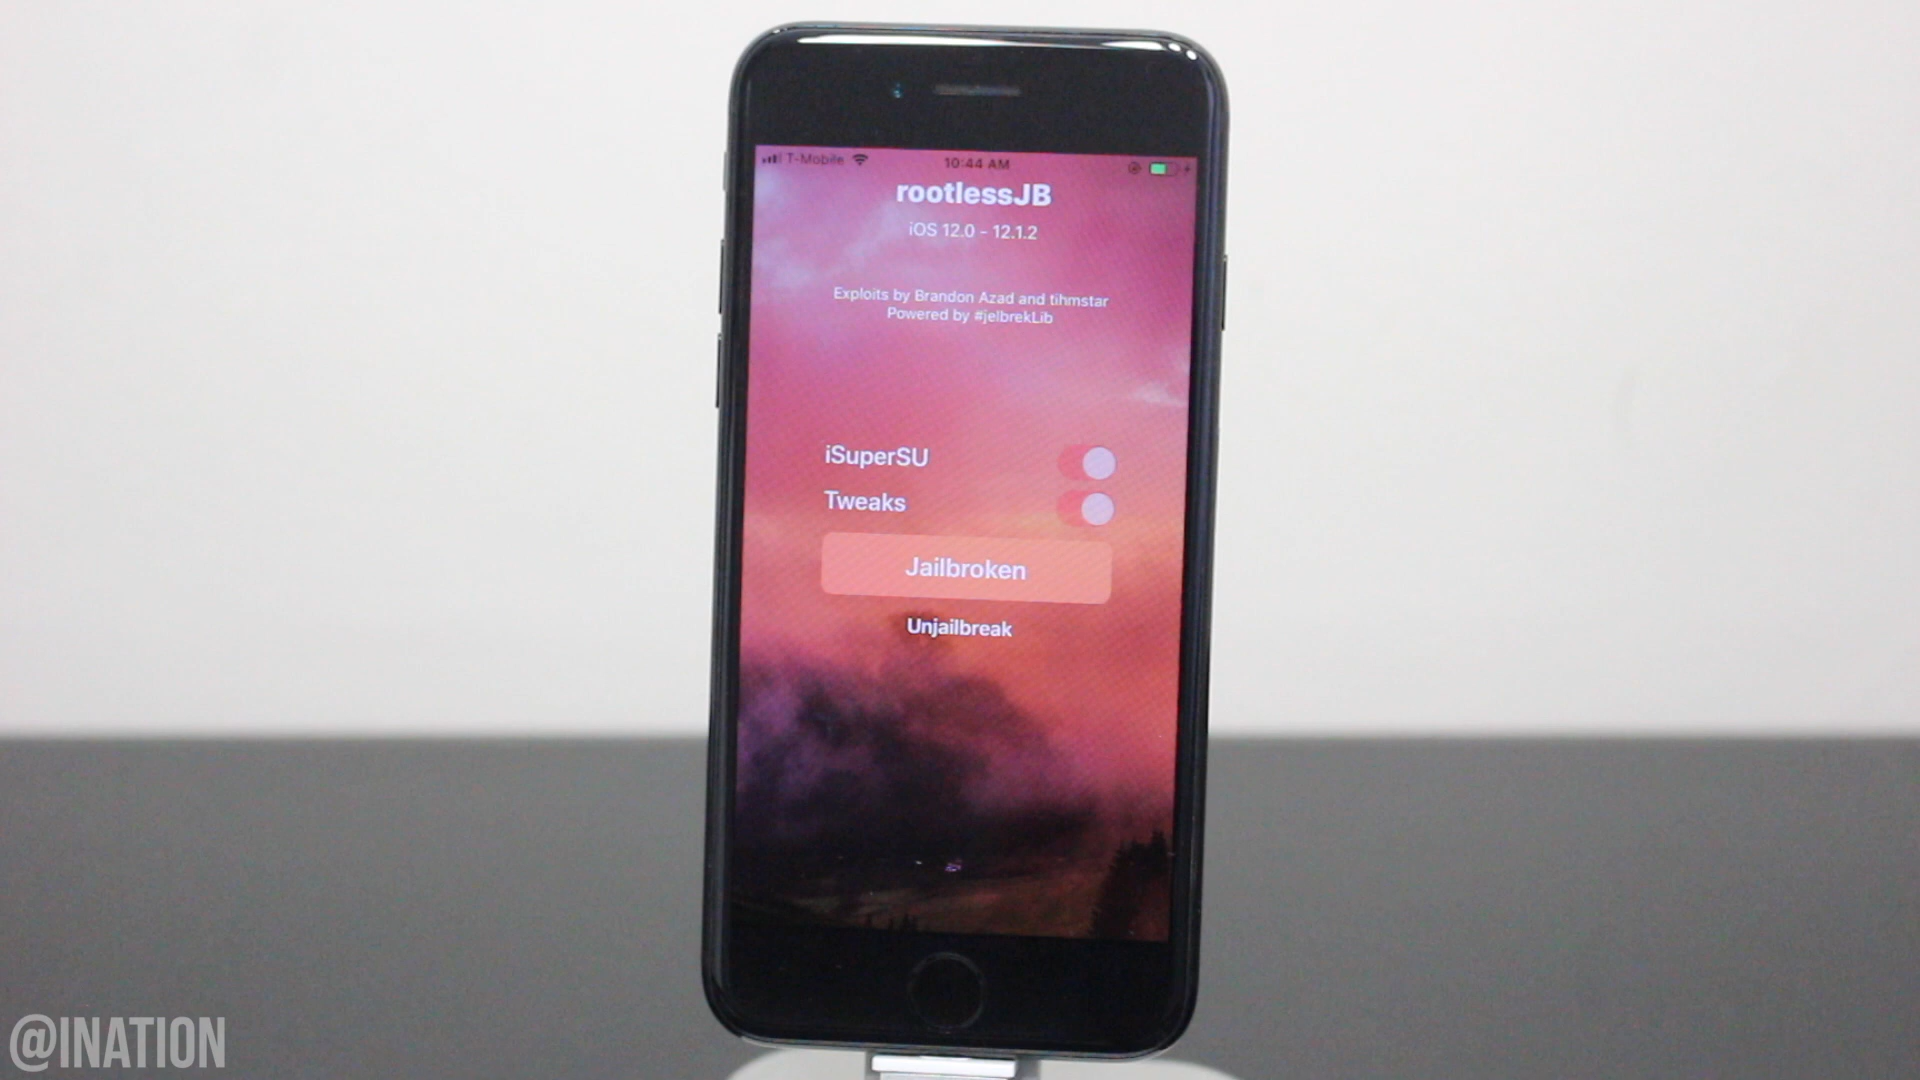 T-Mobile
10:44 AM
rootlessJB
iOS 12.0 - 12.1.2
Exploits by Brandon Azad and tihmstar
Powered by #jelbrekLib
iSuperSU
Tweaks
Jailbroken
Unjailbreak
@INATION